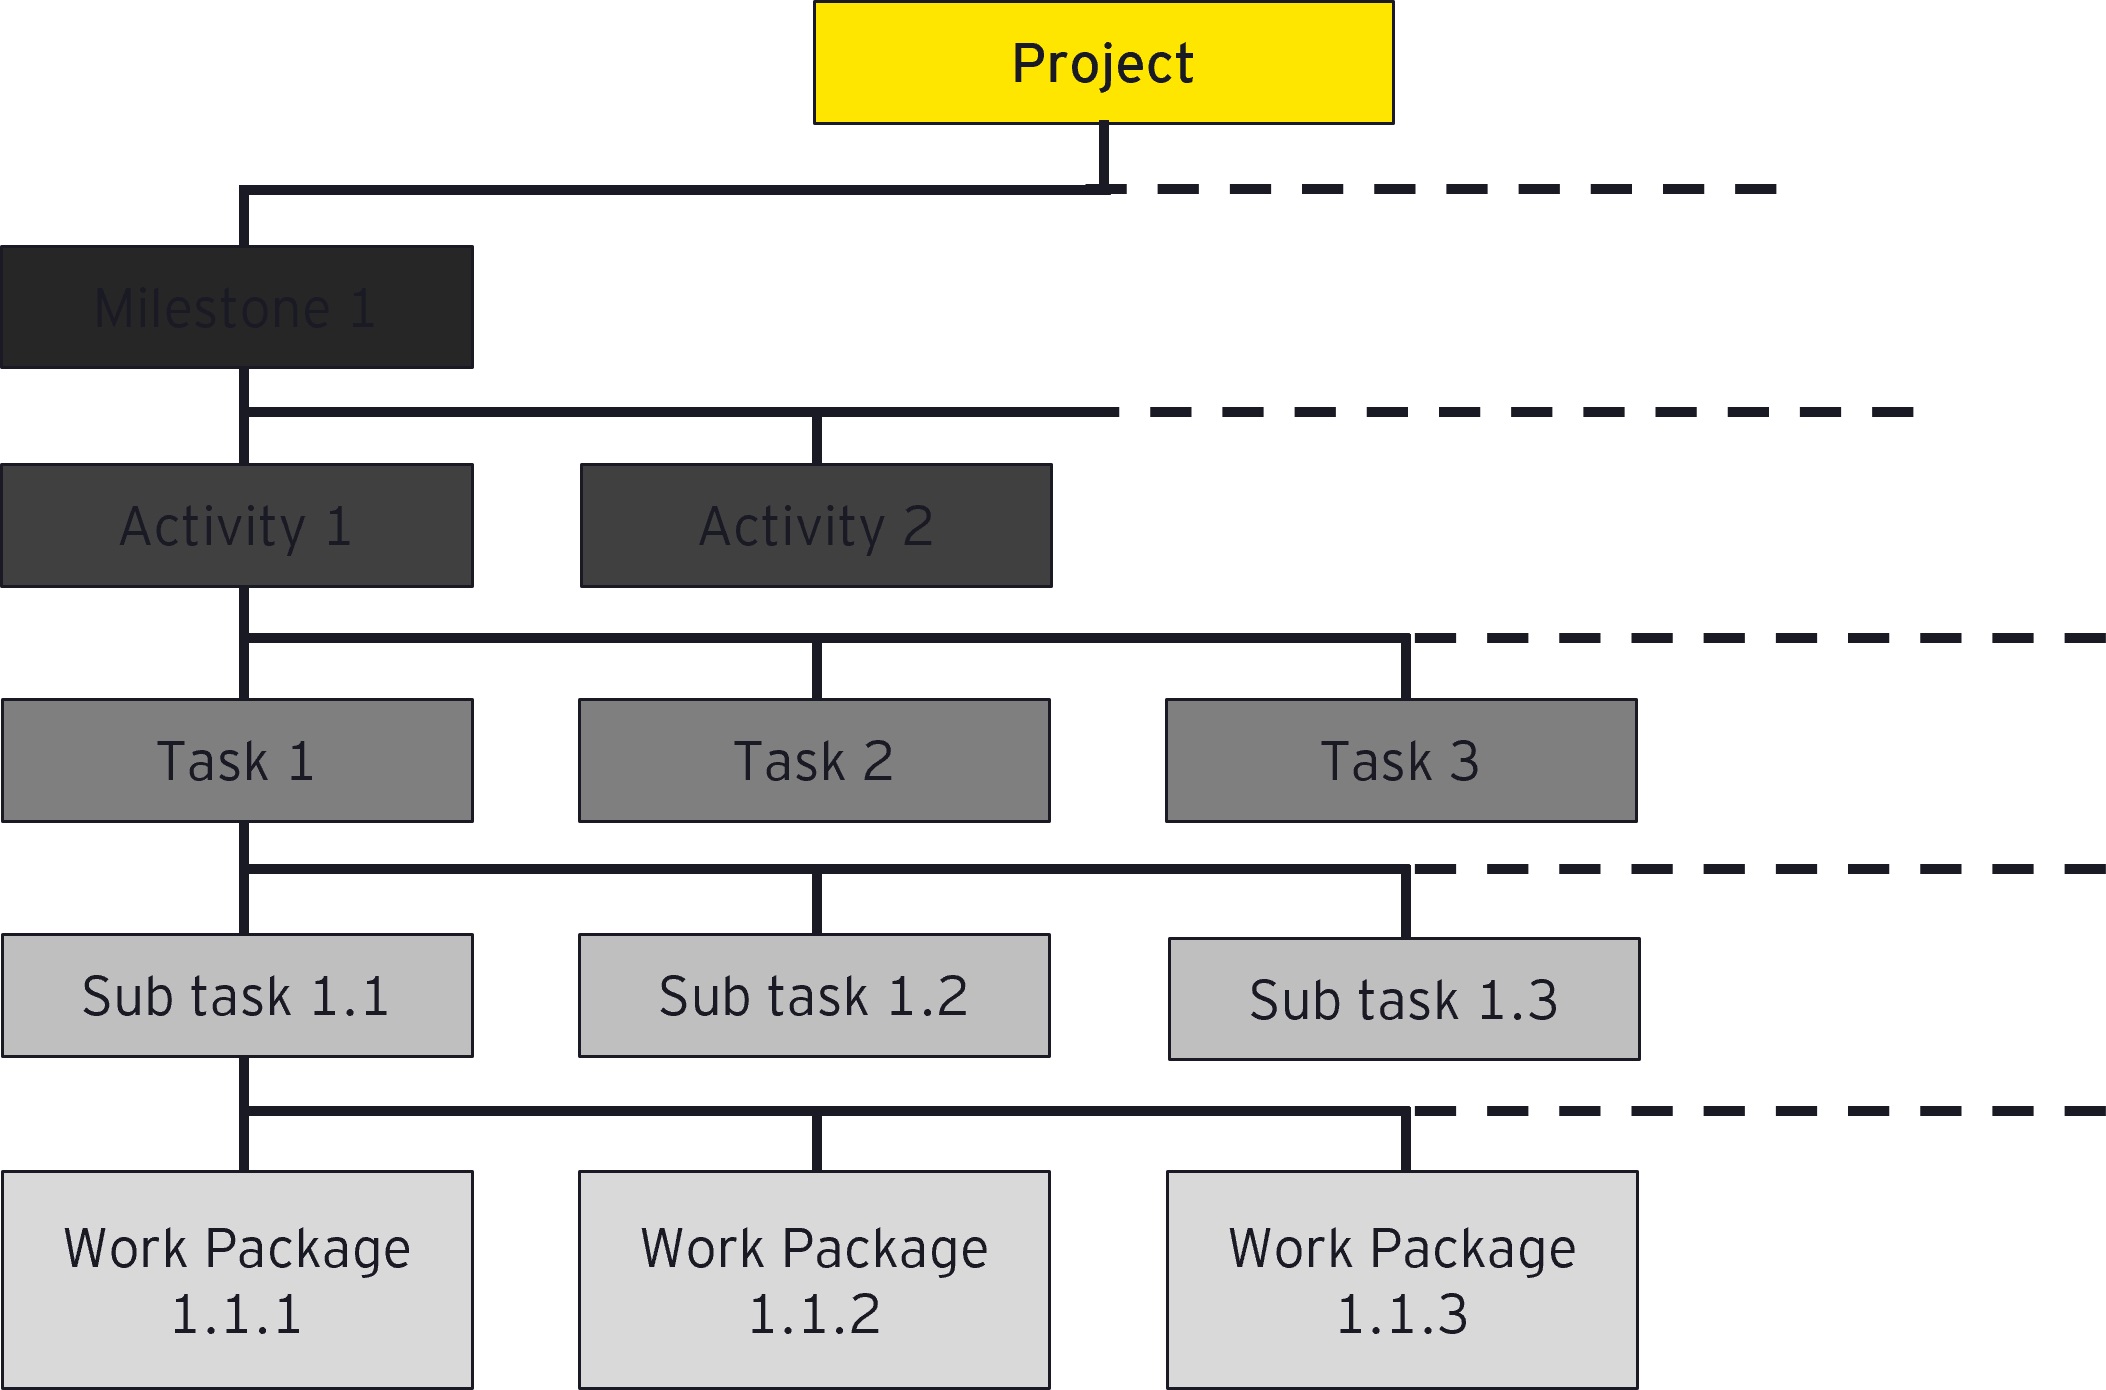 Project
Milestone 1
Activity 1
Activity 2
Task 1
Task 2
Task 3
Sub task 1.1
Sub task 1.2
Sub task 1.3
Work Package
1.1.1
Work Package
1.1.2
Work Package
1.1.3